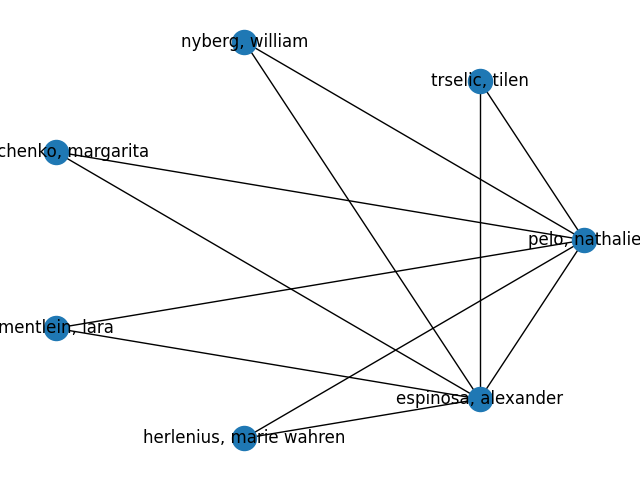 nyberg, william
trselic, tilen
chenko, margarita
pelo, nathalie
mentlein, lara
espinosa, alexander
herlenius, marie wahren